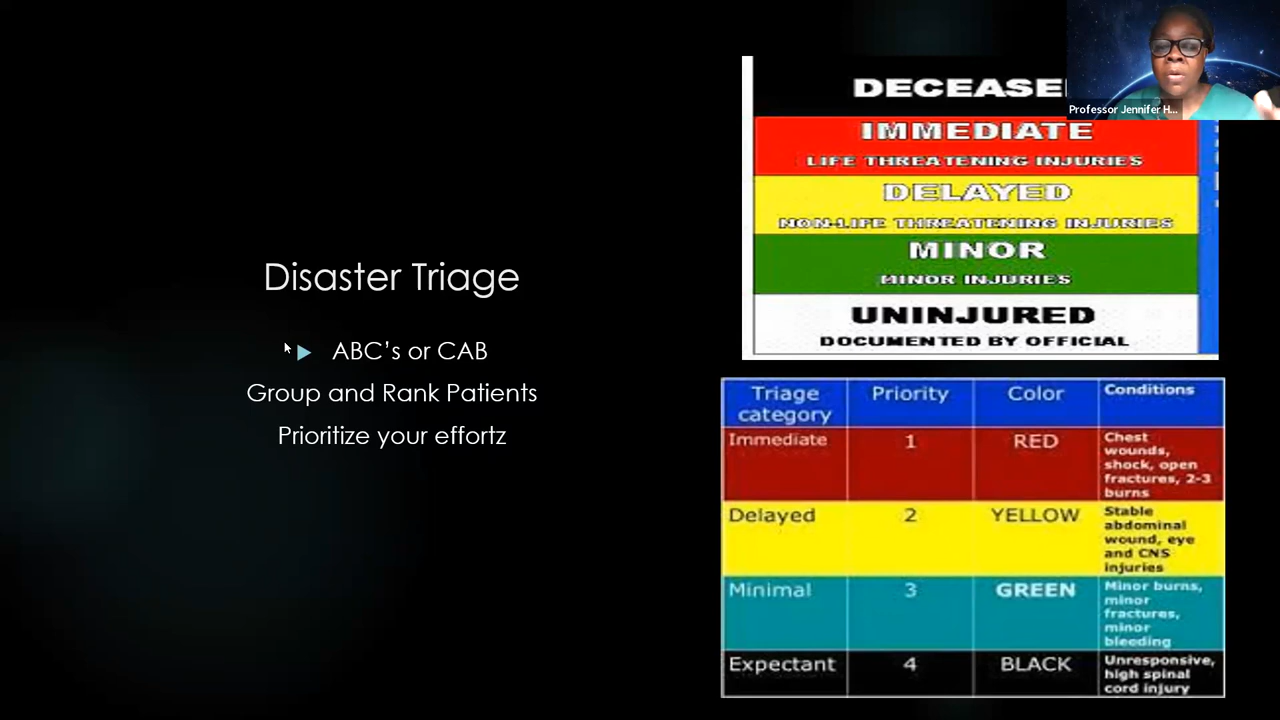 Disaster Triage
ABC's or CAB
Group and Rank Patients
Prioritize your effortz
DECEASE
IMMEDIATE
LIFE THREATENING INJURIES
DELAYED
NON-LIFE THREATENING INJURIES
MINOR
MINOR INJURIES
UNINJURED
DOCUMENTED BY OFFICIAL
Professor Jennifer H...
Triage category Priority Color Conditions
Immediate 1 RED Chest wounds, shock, open fractures, 2-3 burns
Delayed 2 YELLOW Stable abdominal wound, eye and CNS injuries
Minimal 3 GREEN Minor burns, minor fractures, minor bleeding
Expectant 4 BLACK Unresponsive, high spinal cord injury